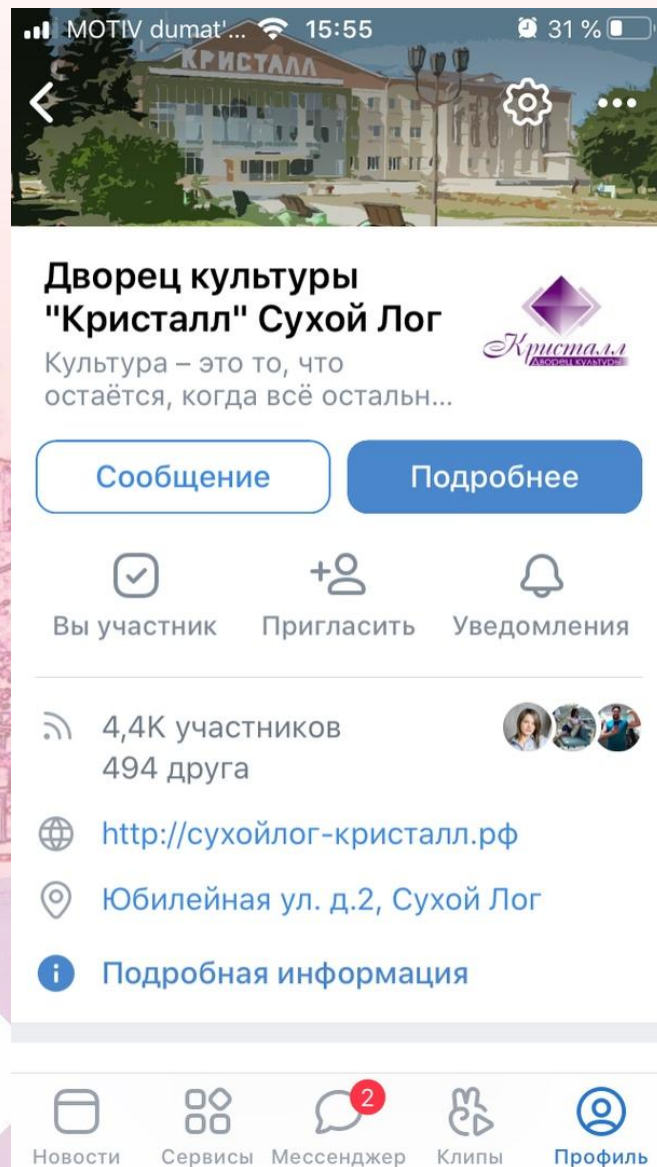 MOTIV dumat'... 15:55 31 %
КРИСТАЛЛ
Дворец культуры
"Кристалл" Сухой Лог
Культура – это то, что
остаётся, когда всё остальн...
Кристалл
Дворец культуры
Сообщение Подробнее
Вы участник Пригласить Уведомления
4,4K участников
494 друга
http://сухойлог-кристалл.рф
Юбилейная ул. д.2, Сухой Лог
Подробная информация
2
Новости Сервисы Мессенджер Клипы Профиль